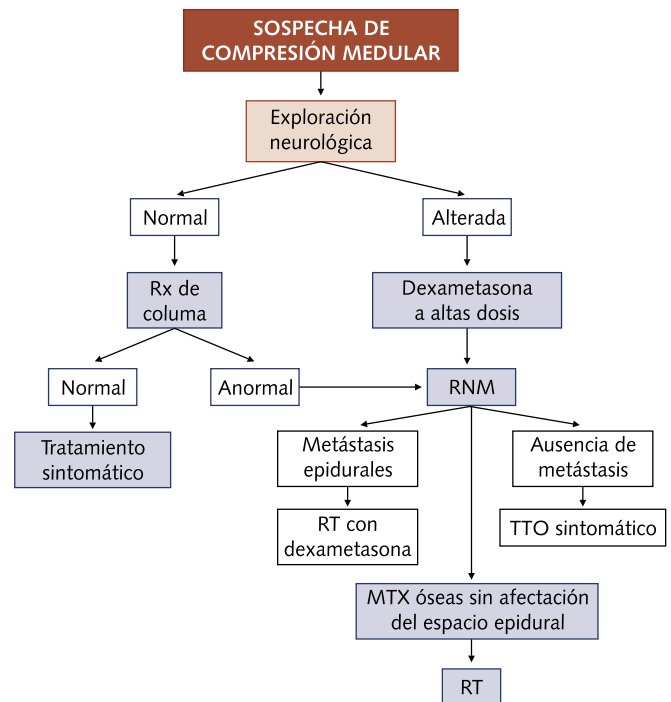 SOSPECHA DE
COMPRESIÓN MEDULAR
Exploración
neurológica
Normal
Alterada
Rx de
columa
Dexametasona
a altas dosis
Normal
Anormal
RNM
Tratamiento
sintomático
Metástasis
epidurales
Ausencia de
metástasis
RT con
dexametasona
TTO sintomático
MTX óseas sin afectación
del espacio epidural
RT